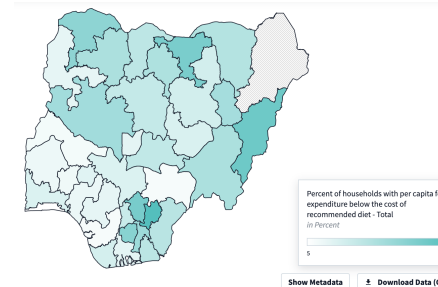 Percent of households with per capita f
expenditure below the cost of
recommended diet - Total
in Percent
5
Show Metadata
Download Data (